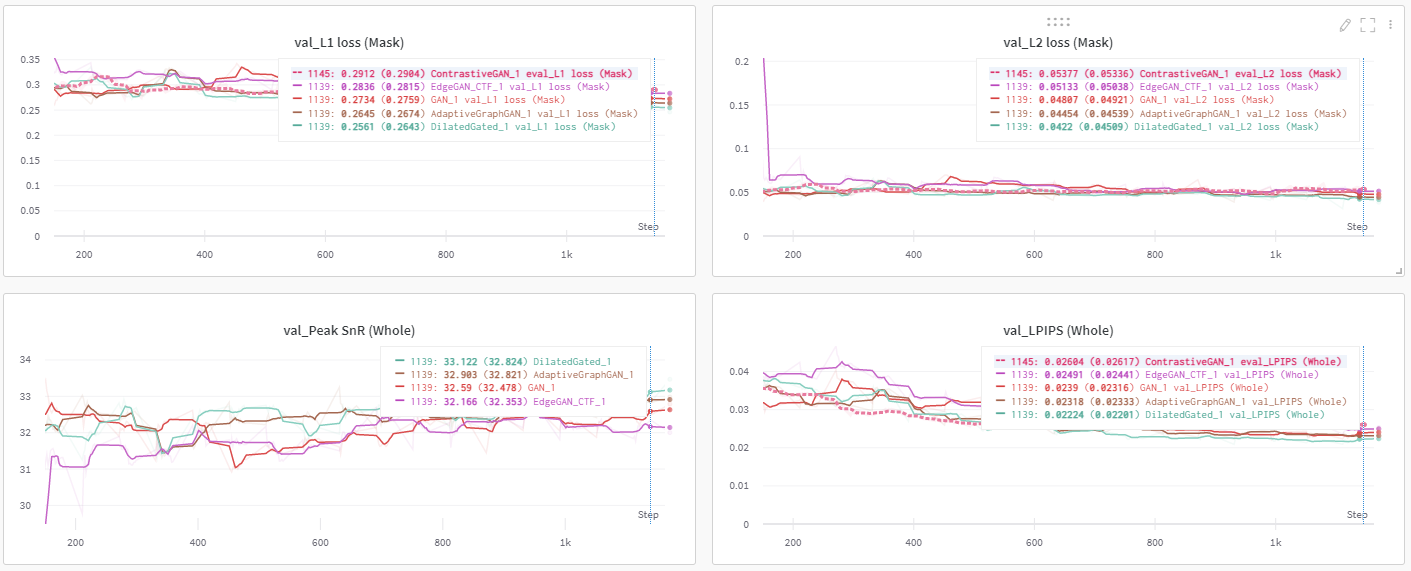 val_L1 loss (Mask)
0.35
0.3
0.25
0.2
0.15
0.1
0.05
0
1145: 0.2912 (0.2904) ContrastiveGAN_1 eval_L1 loss (Mask)
1139: 0.2836 (0.2815) EdgeGAN_CTF_1 val_L1 loss (Mask)
1139: 0.2734 (0.2759) GAN_1 val_L1 loss (Mask)
1139: 0.2645 (0.2674) AdaptiveGraphGAN_1 val_L1 loss (Mask)
1139: 0.2561 (0.2643) DilatedGated_1 val_L1 loss (Mask)
Step
200 400 600 800 1k
val_L2 loss (Mask)
0.2
0.15
0.1
0.05
0
1145: 0.05377 (0.05336) ContrastiveGAN_1 eval_L2 loss (Mask)
1139: 0.05133 (0.05038) EdgeGAN_CTF_1 val_L2 loss (Mask)
1139: 0.04807 (0.04921) GAN_1 val_L2 loss (Mask)
1139: 0.04454 (0.04539) AdaptiveGraphGAN_1 val_L2 loss (Mask)
1139: 0.0422 (0.04509) DilatedGated_1 val_L2 loss (Mask)
Step
200 400 600 800 1k
val_Peak SnR (Whole)
34
33
32
31
30
1139: 33.122 (32.824) DilatedGated_1
1139: 32.903 (32.821) AdaptiveGraphGAN_1
1139: 32.59 (32.478) GAN_1
1139: 32.166 (32.353) EdgeGAN_CTF_1
Step
200 400 600 800 1k
val_LPIPS (Whole)
0.04
0.03
0.02
0.01
0
1145: 0.02604 (0.02617) ContrastiveGAN_1 eval_LPIPS (Whole)
1139: 0.02491 (0.02441) EdgeGAN_CTF_1 val_LPIPS (Whole)
1139: 0.0239 (0.02316) GAN_1 val_LPIPS (Whole)
1139: 0.02318 (0.02333) AdaptiveGraphGAN_1 val_LPIPS (Whole)
1139: 0.02224 (0.02201) DilatedGated_1 val_LPIPS (Whole)
Step
200 400 600 800 1k